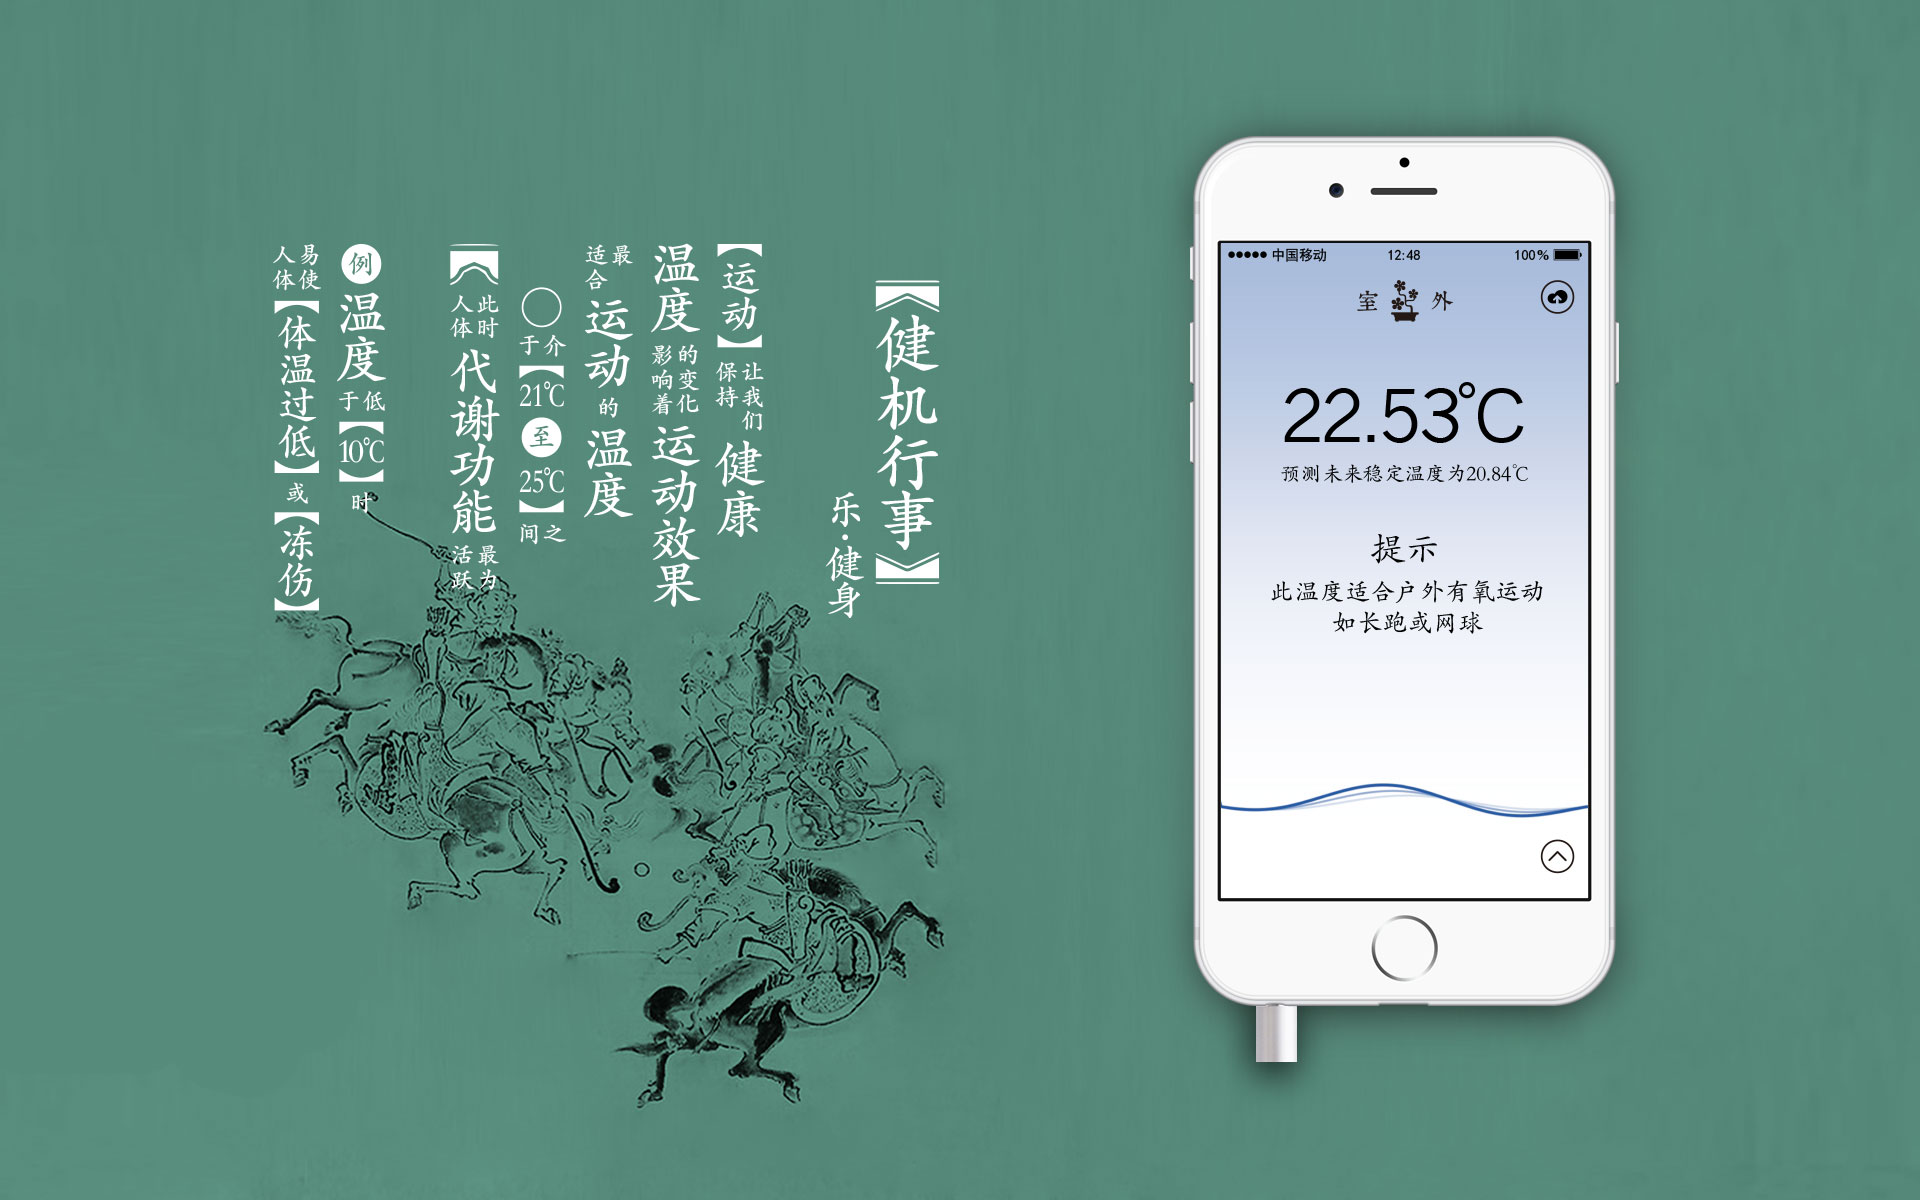 《健机行事》
乐·健身
【运动】让我们保持健康
温度的变化影响着运动效果
最适合运动的温度
〇介于【21℃至25℃】之间
︽此时人体代谢功能最为活跃
例温度低于【10℃】时
易使人体【体温过低】或【冻伤】
中国移动 12:48 100%
室外
22.53℃
预测未来稳定温度为20.84℃
提示
此温度适合户外有氧运动
如长跑或网球